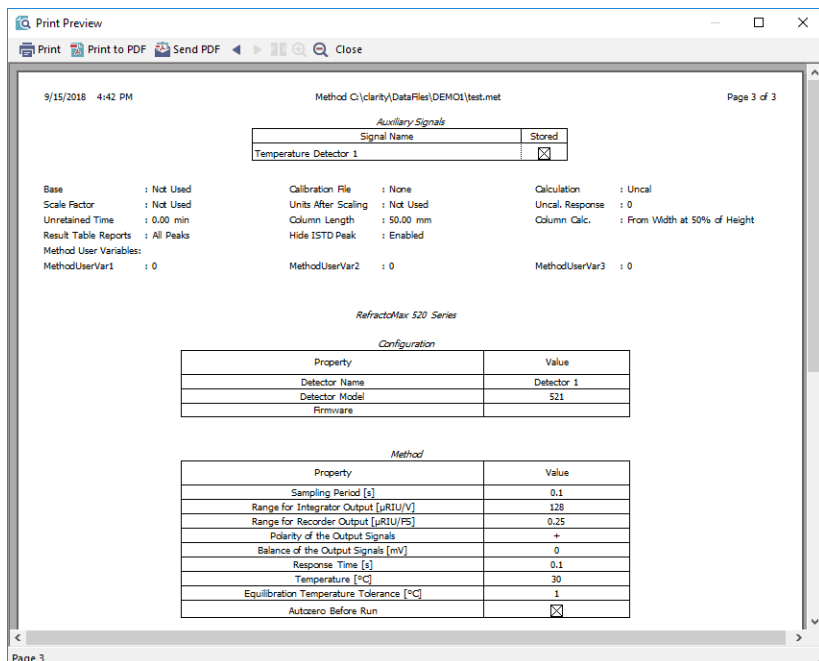 Print Preview
Print Print to PDF Send PDF Close
9/15/2018 4:42 PM Method C:\clarity\DataFiles\DEMO1\test.met Page 3 of 3
Auxiliary Signals
Signal Name Stored
Temperature Detector 1
Base : Not Used Calibration File : None Calculation : Uncal
Scale Factor : Not Used Units After Scaling : Not Used Uncal. Response : 0
Unretained Time : 0.00 min Column Length : 50.00 mm Column Calc. : From Width at 50% of Height
Result Table Reports : All Peaks Hide ISTD Peak : Enabled
Method User Variables:
MethodUserVar1 : 0 MethodUserVar2 : 0 MethodUserVar3 : 0
RefractoMax 520 Series
Configuration
Property Value
Detector Name Detector 1
Detector Model 521
Firmware
Method
Property Value
Sampling Period [s] 0.1
Range for Integrator Output [µRIU/V] 128
Range for Recorder Output [µRIU/FS] 0.25
Polarity of the Output Signals +
Balance of the Output Signals [mV] 0
Response Time [s] 0.1
Temperature [°C] 30
Equilibration Temperature Tolerance [°C] 1
Autozero Before Run
Page 3